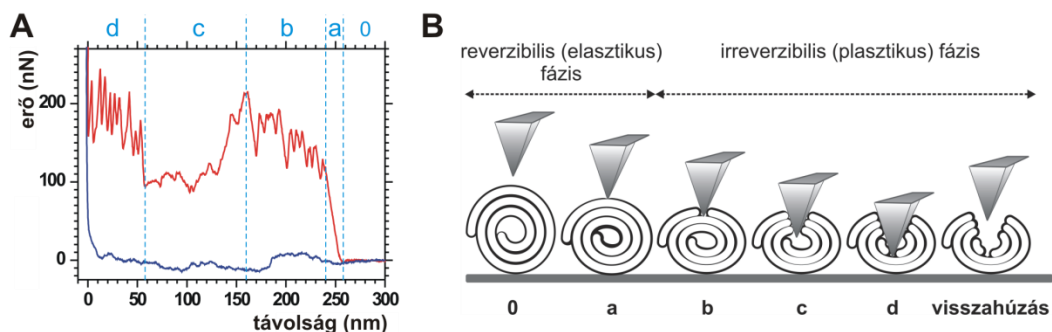 A
d c b a 0
erő (nN)
200
100
0
0 50 100 150 200 250 300
távolság (nm)
B
reverzibilis (elasztikus)
fázis
irreverzibilis (plasztikus) fázis
0 a b c d visszahúzás